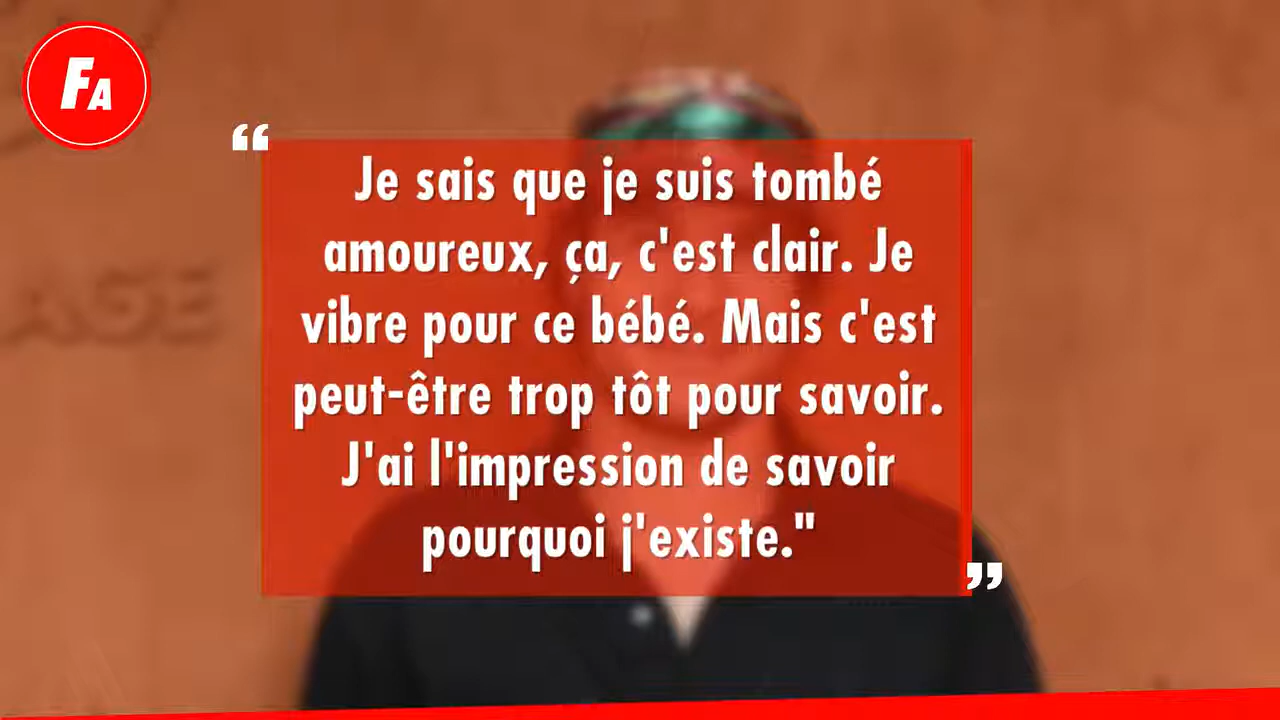 FA
“
Je sais que je suis tombé
amoureux, ça, c'est clair. Je
vibre pour ce bébé. Mais c'est
peut-être trop tôt pour savoir.
J'ai l'impression de savoir
pourquoi j'existe."
”
AGE